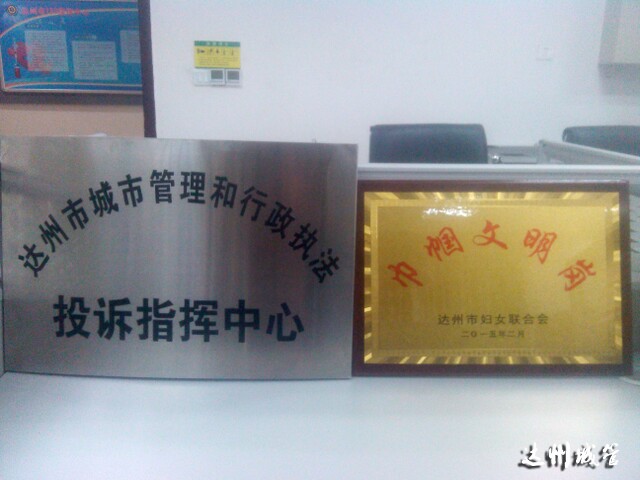 达州市城市管理和行政执法
投诉指挥中心
巾帼文明岗
达州市妇女联合会
二〇一五年二月
达州城管